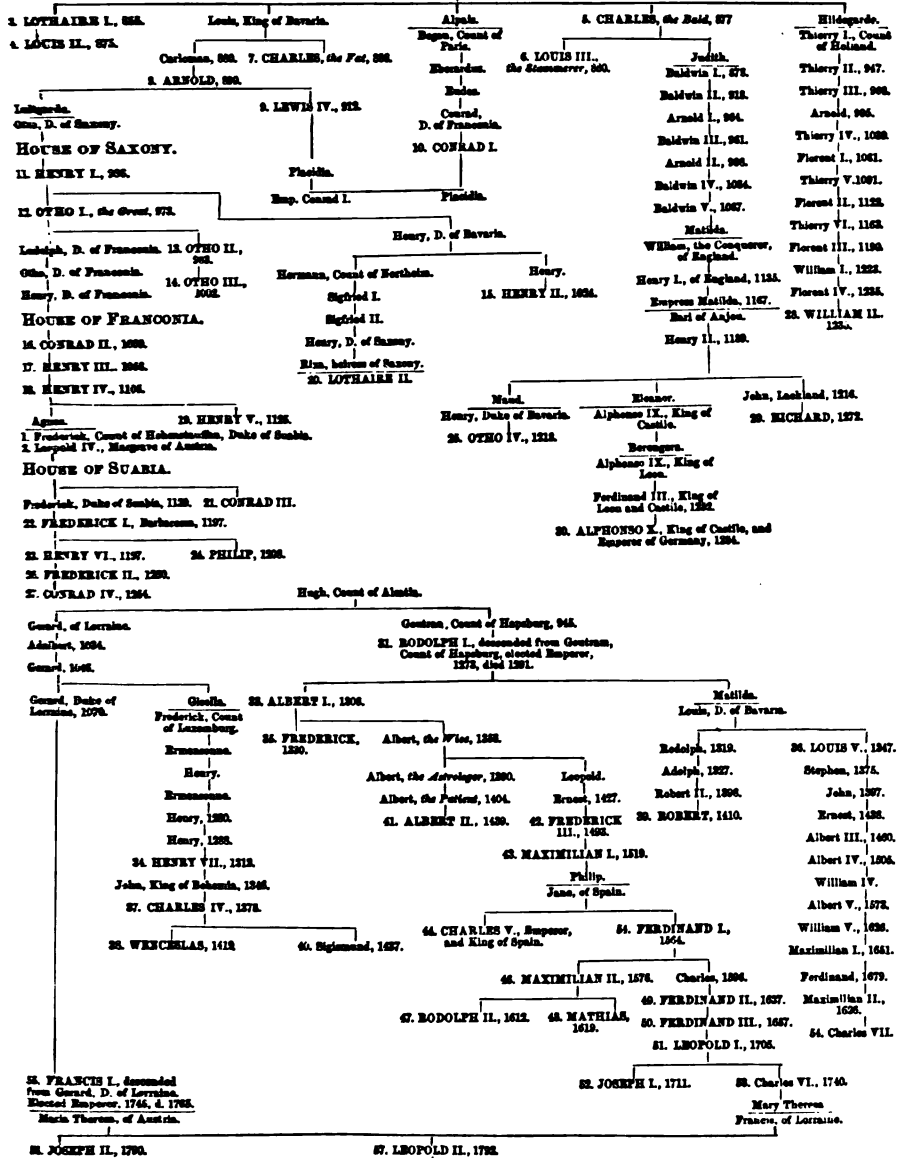 3. LOTHAIRE I., 855.
4. LOUIS II., 875.
Louis, King of Bavaria.
Carloman, 880. 7. CHARLES, the Fat, 888.
8. ARNOLD, 899.
Luitgarda.
Otho, D. of Saxony.
9. LEWIS IV., 912.
Placidia.
Emp. Conrad I.
Alpais.
Begon, Count of
Paris.
Eberardus.
Eudes.
Conrad,
D. of Franconia.
10. CONRAD I.
Placidia.
5. CHARLES, the Bald, 877
6. LOUIS III.,
the Stammerer,
Judith.
Baldwin I.,
Baldwin II., 918.
Arnold I., 964.
Baldwin III., 961.
Arnold II., 988.
Baldwin IV.,
Baldwin V., 1067.
Matilda.
William, the Conqueror,
of England.
Henry I., of England, 1135.
Empress Matilda, 1167.
Earl of Anjou.
Henry II., 1189.
Hildegarde.
Thierry I., Count
of Holland.
Thierry II.,
Thierry III.,
Arnold,
Thierry IV.,
Florent I., 1061.
Thierry V. 1091.
Florent II., 1122.
Thierry VI., 1163.
Florent III., 1190.
William I., 1223.
Florent IV., 1235.
28. WILLIAM II.
HOUSE OF SAXONY.
11. HENRY I., 936.
12. OTHO I., the Great, 973.
Ludolph, D. of Franconia. 13. OTHO II.,
983.
Otho, D. of Franconia.
14. OTHO III.,
1002.
Henry, D. of Franconia.
Henry, D. of Bavaria.
Hermann, Count of Northeim.
Sigfried I.
Sigfried II.
Henry, D. of Saxony.
Rixa, heiress of Saxony.
20. LOTHAIRE II.
Henry.
15. HENRY II., 1024.
HOUSE OF FRANCONIA.
16. CONRAD II., 1039.
17. HENRY III. 1056.
18. HENRY IV., 1106.
Agnes.
19. HENRY V., 1125.
1. Frederick, Count of Hohenstauffen, Duke of Suabia.
2. Leopold IV., Margrave of Austria.
Maud.
Henry, Duke of Bavaria.
25. OTHO IV., 1218.
Eleanor.
Alphonso IX., King of
Castile.
Berengera.
Alphonso IX., King of
Leon.
Ferdinand III., King of
Leon and Castile,
30. ALPHONSO X., King of Castile, and
Emperor of Germany, 1284.
John, Lackland, 1216.
29. RICHARD, 1272.
HOUSE OF SUABIA.
Frederick, Duke of Suabia, 21. CONRAD III.
22. FREDERICK I., Barbarossa,
23. HENRY VI., 1197. 24. PHILIP, 1208.
26. FREDERICK II., 1250.
27. CONRAD IV., 1254.
Hugh, Count of Alsatia.
Gerard, of Lorraine.
Adalbert,
Gerard,
Gerard, Duke of
Lorraine, 1070.
Gisella.
Frederick, Count
of Luxemburg.
Ermensonne.
Henry.
Ermensonne.
Henry, 1280.
Henry, 1288.
34. HENRY VII., 1313.
John, King of Bohemia, 1346.
37. CHARLES IV., 1378.
38. WENCESLAS, 1419. 40. Sigismund, 1437.
Gontran, Count of Hapsburg, 945.
31. RODOLPH I., descended from Gontram,
Count of Hapsburg, elected Emperor,
1273, died 1291.
33. ALBERT I., 1308.
35. FREDERICK,
1330.
Albert, the Wise, 1358.
Albert, the Astrologer,
Albert, the Patient, 1404.
41. ALBERT II., 1439.
Leopold.
Ernest, 1427.
42. FREDERICK
III., 1493.
43. MAXIMILIAN I., 1519.
Philip.
Jane, of Spain.
44. CHARLES V., Emperor,
and King of Spain.
54. FERDINAND I.,
1564.
46. MAXIMILIAN II., 1576.
47. RODOLPH II., 1612.
48. MATHIAS,
1619.
Charles, 1596.
49. FERDINAND II., 1637.
50. FERDINAND III., 1657.
51. LEOPOLD I., 1705.
52. JOSEPH I., 1711. 53. Charles VI., 1740.
Mary Theresa
Francis, of Lorraine.
Matilda.
Louis, D. of Bavaria.
Rodolph, 1319.
Adolph, 1327.
Robert II., 1398.
39. ROBERT, 1410.
36. LOUIS V., 1347.
Stephen, 1375.
John, 1397.
Ernest, 1438.
Albert III., 1460.
Albert IV.,
William IV.
Albert V.,
William V., 1626.
Maximilian I., 1651.
Ferdinand, 1679.
Maximilian II.,
54. Charles VII.
55. FRANCIS I., descended
from Gerard, D. of Lorraine.
Elected Emperor, 1745, d. 1765.
Maria Theresa, of Austria.
56. JOSEPH II., 1790. 57. LEOPOLD II., 1792.